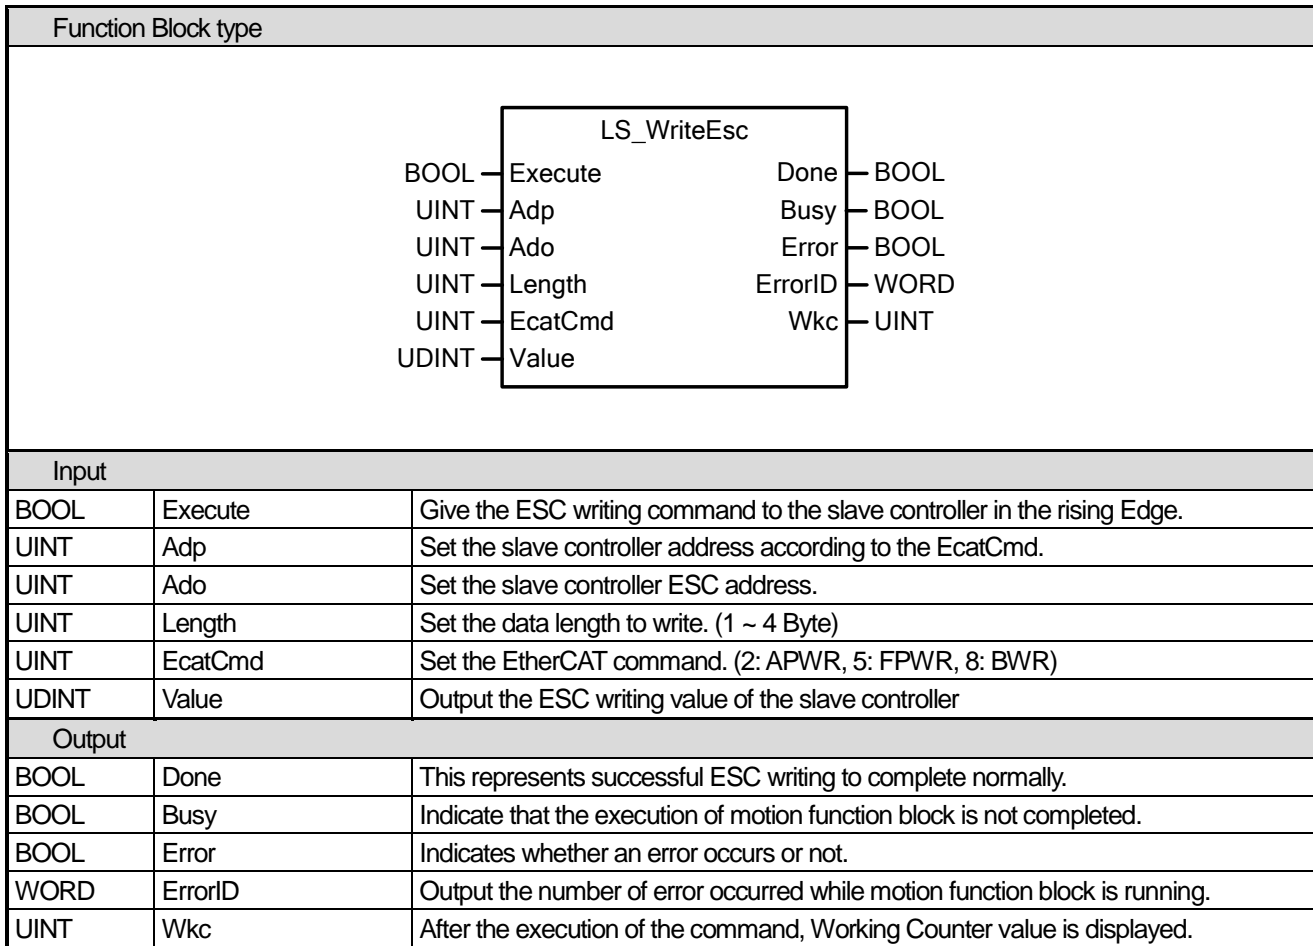 Function Block type
LS_WriteEsc
BOOL Execute Done BOOL
UINT Adp Busy BOOL
UINT Ado Error BOOL
UINT Length ErrorID WORD
UINT EcatCmd Wkc UINT
UDINT Value
Input
BOOL Execute Give the ESC writing command to the slave controller in the rising Edge.
UINT Adp Set the slave controller address according to the EcatCmd.
UINT Ado Set the slave controller ESC address.
UINT Length Set the data length to write. (1 ~ 4 Byte)
UINT EcatCmd Set the EtherCAT command. (2: APWR, 5: FPWR, 8: BWR)
UDINT Value Output the ESC writing value of the slave controller
Output
BOOL Done This represents successful ESC writing to complete normally.
BOOL Busy Indicate that the execution of motion function block is not completed.
BOOL Error Indicates whether an error occurs or not.
WORD ErrorID Output the number of error occurred while motion function block is running.
UINT Wkc After the execution of the command, Working Counter value is displayed.